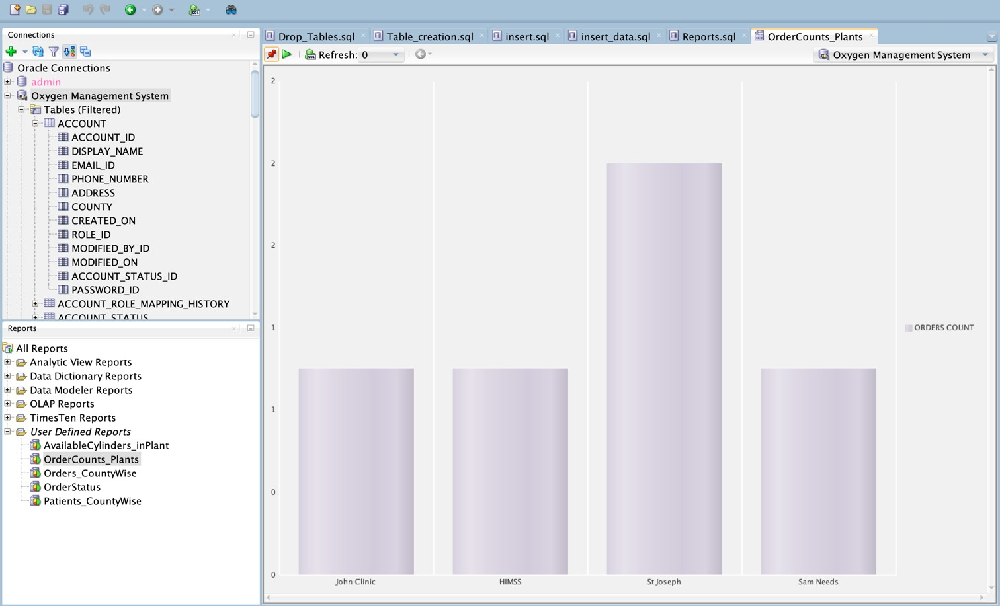 Connections
Oracle Connections
admin
Oxygen Management System
Tables (Filtered)
ACCOUNT
ACCOUNT_ID
DISPLAY_NAME
EMAIL_ID
PHONE_NUMBER
ADDRESS
COUNTY
CREATED_ON
ROLE_ID
MODIFIED_BY_ID
MODIFIED_ON
ACCOUNT_STATUS_ID
PASSWORD_ID
ACCOUNT_ROLE_MAPPING_HISTORY
ACCOUNT_STATUS
Reports
All Reports
Analytic View Reports
Data Dictionary Reports
Data Modeler Reports
OLAP Reports
TimesTen Reports
User Defined Reports
AvailableCylinders_inPlant
OrderCounts_Plants
Orders_CountyWise
OrderStatus
Patients_CountyWise
Drop_Tables.sql Table_creation.sql insert.sql insert_data.sql Reports.sql OrderCounts_Plants
SQL Refresh: 0 Oxygen Management System
2
2
2
1
1
0
0
John Clinic HIMSS St Joseph Sam Needs
ORDERS COUNT